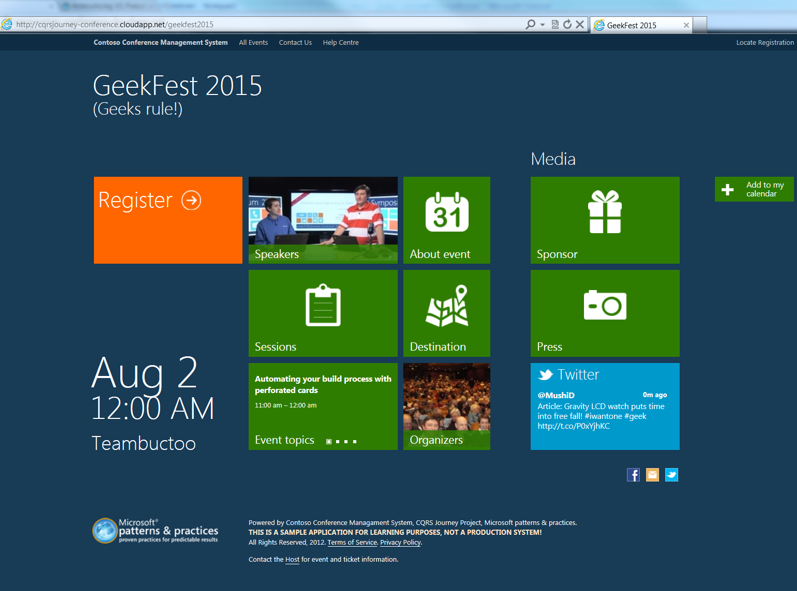 http://cqrsjourney-conference.cloudapp.net/geekfest2015
GeekFest 2015
Contoso Conference Management System All Events Contact Us Help Centre
Locate Registration
GeekFest 2015
(Geeks rule!)
Media
Register
Speakers
31
About event
Sponsor
Add to my
calendar
Sessions
Destination
Press
Aug 2
12:00 AM
Teambuctoo
Automating your build process with
perforated cards
11:00 am – 12:00 am
Event topics
Organizers
Twitter
@MushiD 0m ago
Article: Gravity LCD watch puts time
into free fall! #iwantone #geek
http://t.co/P0xYjhKC
Microsoft®
patterns & practices
proven practices for predictable results
Powered by Contoso Conference Management System, CQRS Journey Project, Microsoft patterns & practices.
THIS IS A SAMPLE APPLICATION FOR LEARNING PURPOSES, NOT A PRODUCTION SYSTEM!
All Rights Reserved, 2012. Terms of Service. Privacy Policy.
Contact the Host for event and ticket information.